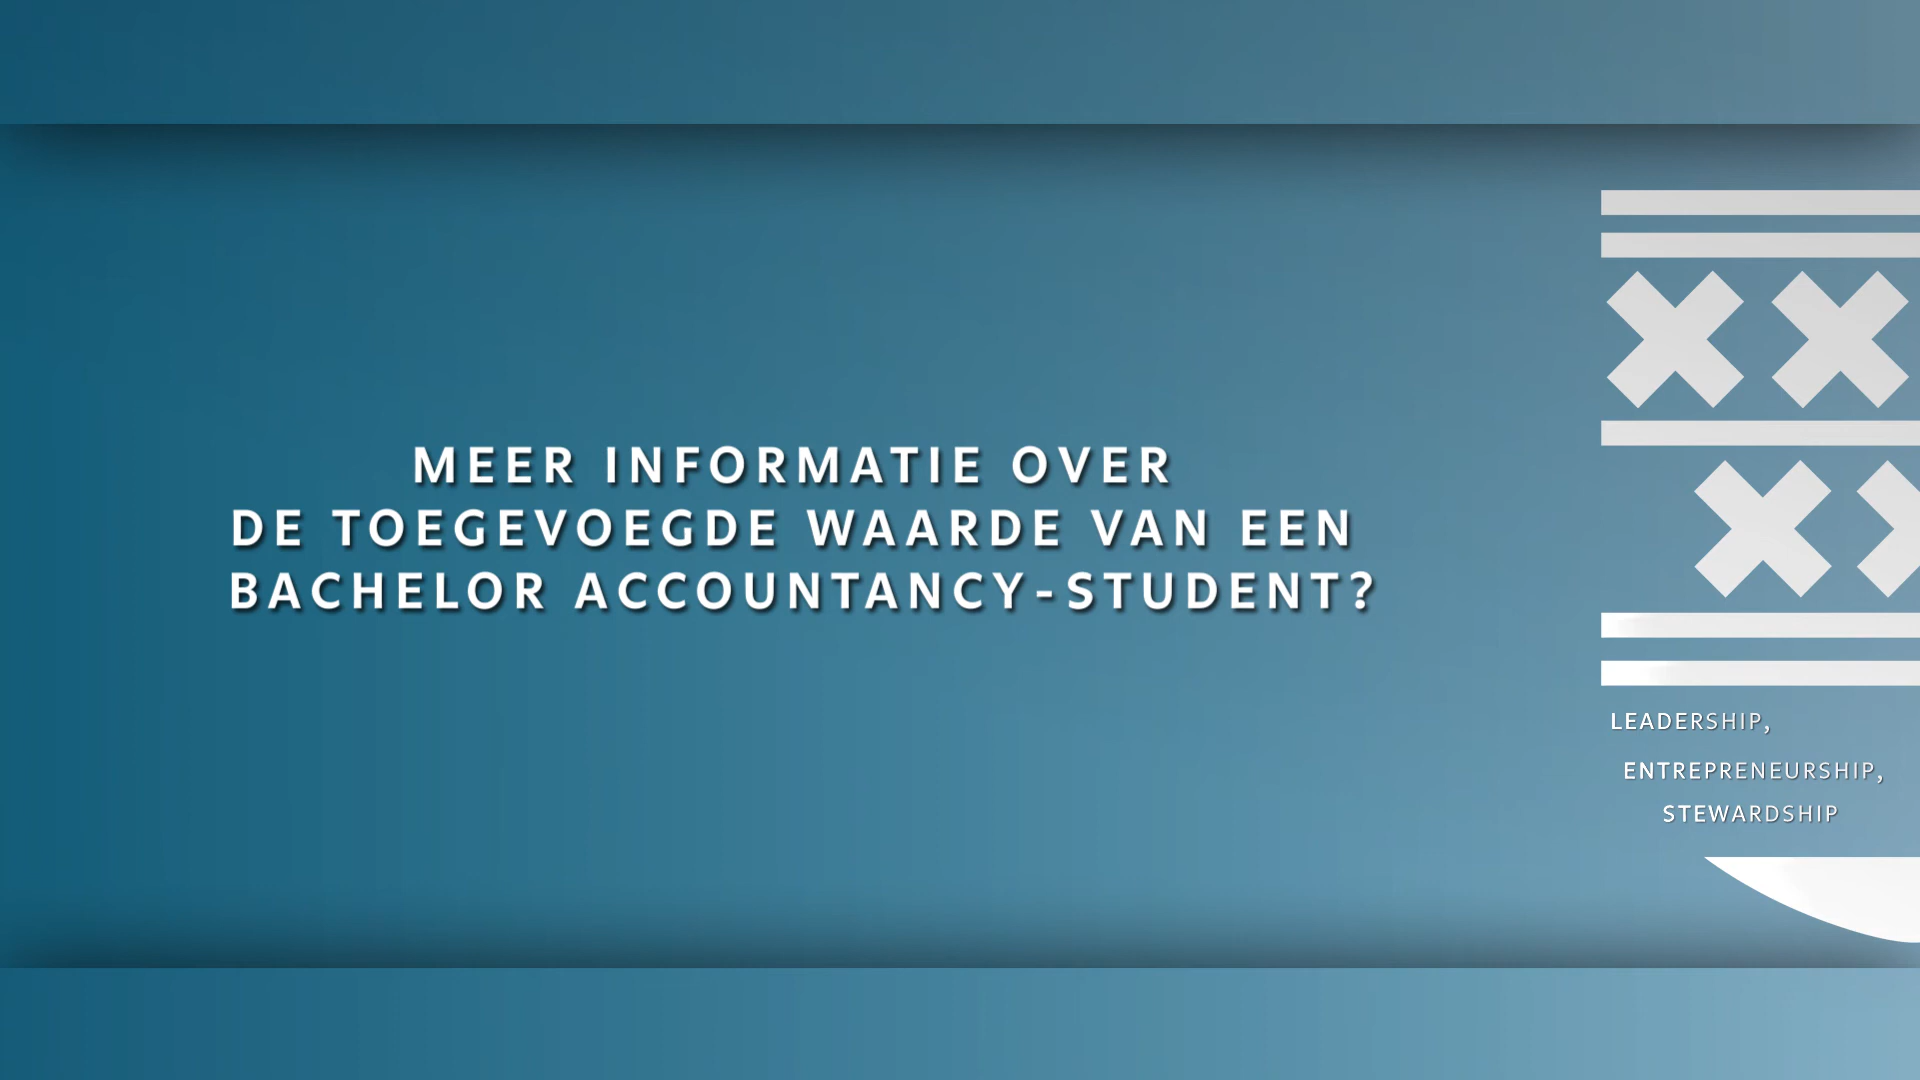 MEER INFORMATIE OVER
DE TOEGEVOEGDE WAARDE VAN EEN
BACHELOR ACCOUNTANCY-STUDENT?
LEADERSHIP,
ENTREPRENEURSHIP,
STEWARDSHIP